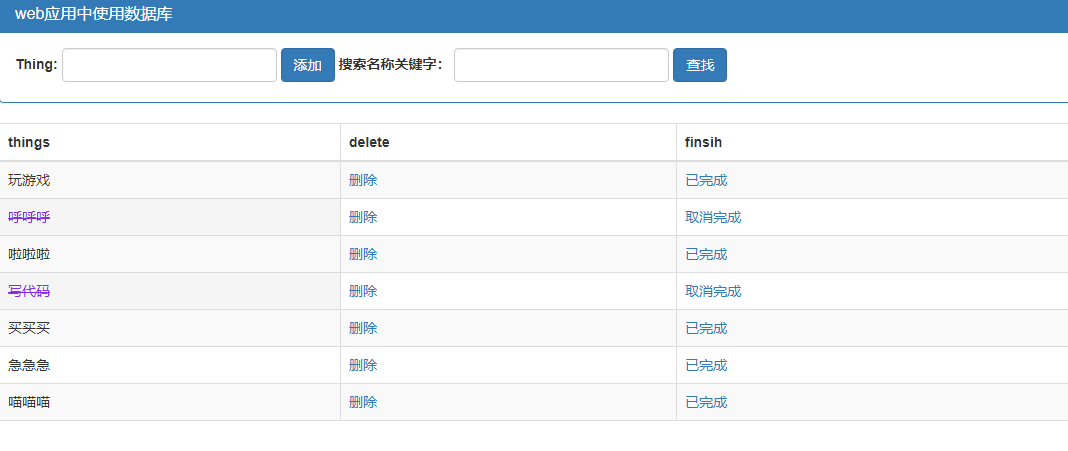 web应用中使用数据库
Thing: 添加 搜索名称关键字： 查找
things delete finsih
玩游戏 删除 已完成
呼呼呼 删除 取消完成
啦啦啦 删除 已完成
写代码 删除 取消完成
买买买 删除 已完成
急急急 删除 已完成
喵喵喵 删除 已完成